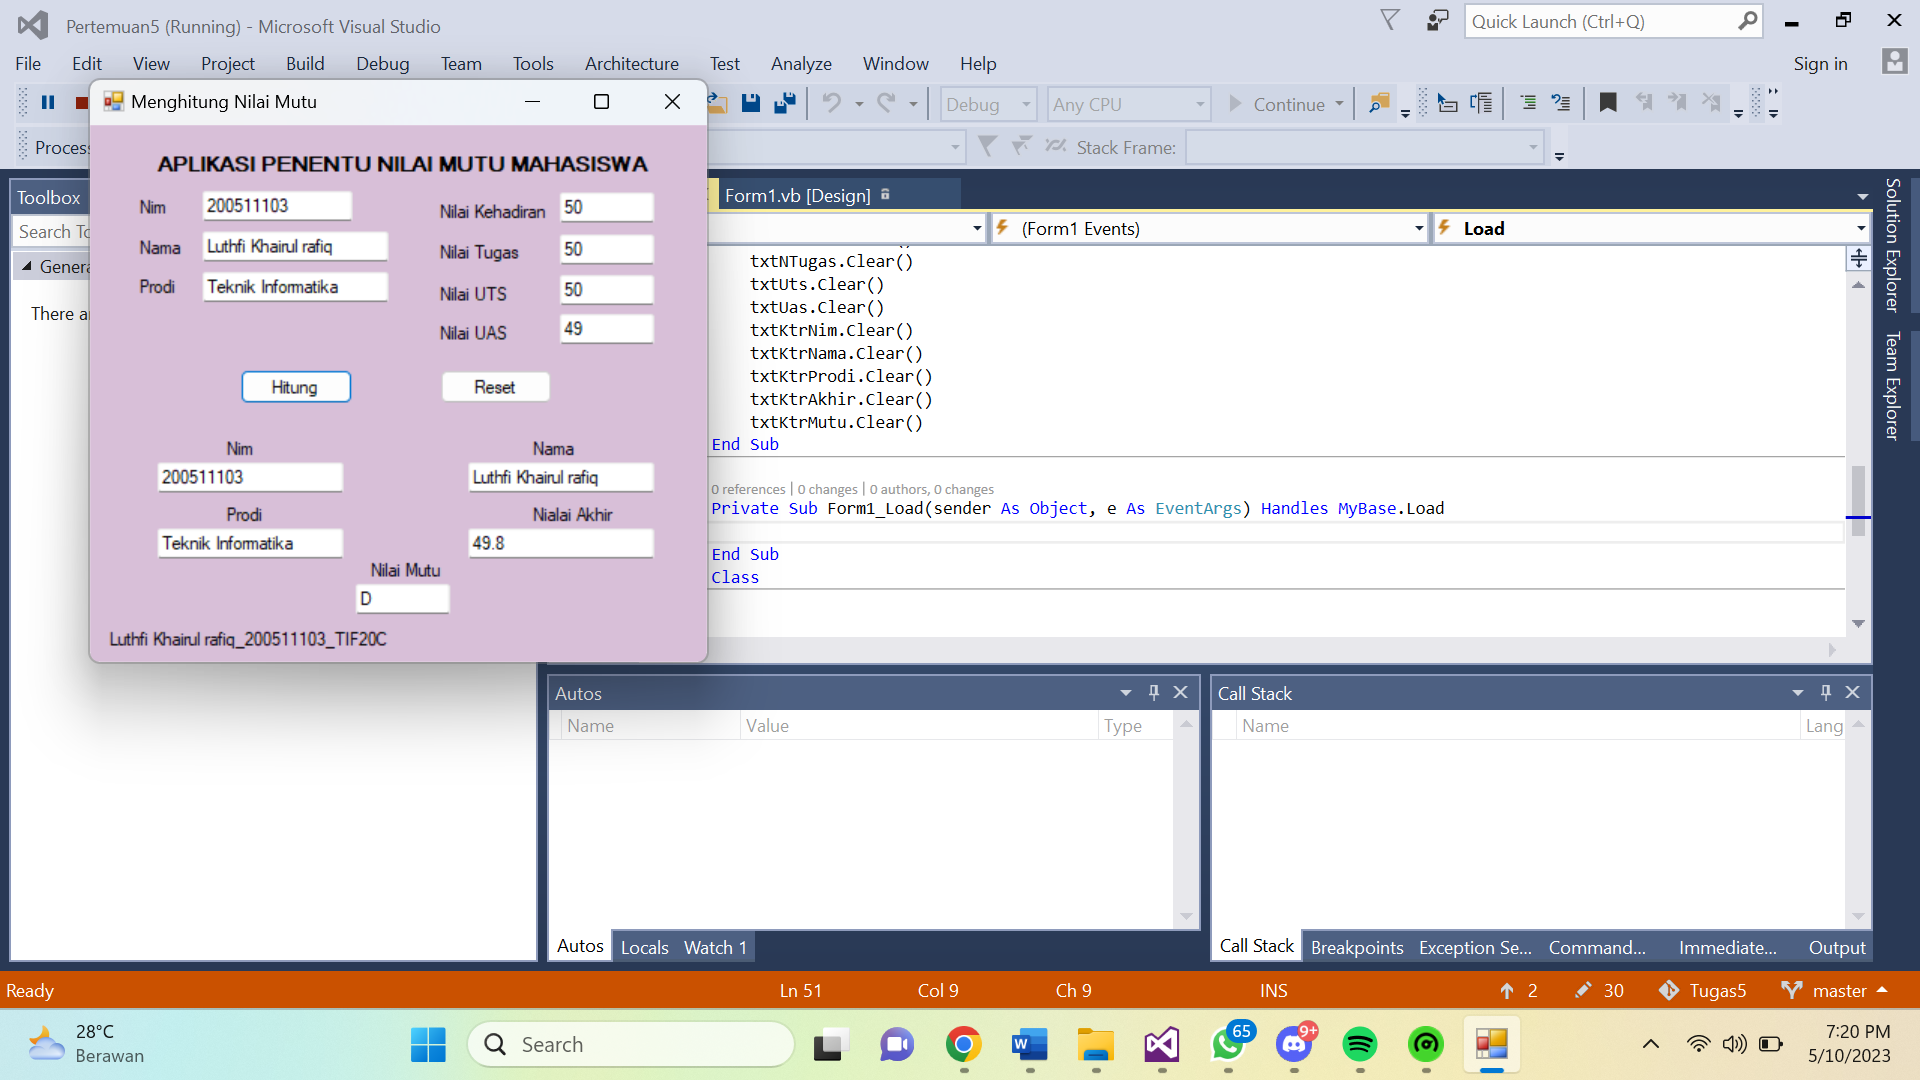 Pertemuan5 (Running) - Microsoft Visual Studio
Quick Launch (Ctrl+Q)
File Edit View Project Build Debug Team Tools Architecture Test Analyze Window Help
Sign in
Menghitung Nilai Mutu
Debug
Any CPU
Continue
Process
Stack Frame:
APLIKASI PENENTU NILAI MUTU MAHASISWA
Nim 200511103
Nama Luthfi Khairul rafiq
Prodi Teknik Informatika
Nilai Kehadiran 50
Nilai Tugas 50
Nilai UTS 50
Nilai UAS 49
Hitung Reset
Nim
200511103
Nama
Luthfi Khairul rafiq
Prodi
Teknik Informatika
Nialai Akhir
49.8
Nilai Mutu
D
Luthfi Khairul rafiq_200511103_TIF20C
Toolbox
Search To
Genera
There a
Form1.vb [Design]
(Form1 Events)
Load
txtNTugas.Clear()
txtUts.Clear()
txtUas.Clear()
txtKtrNim.Clear()
txtKtrNama.Clear()
txtKtrProdi.Clear()
txtKtrAkhir.Clear()
txtKtrMutu.Clear()
End Sub
0 references | 0 changes | 0 authors, 0 changes
Private Sub Form1_Load(sender As Object, e As EventArgs) Handles MyBase.Load
End Sub
Class
Solution Explorer
Team Explorer
Autos
Name Value Type
Autos Locals Watch 1
Call Stack
Name Lang
Call Stack Breakpoints Exception Se... Command... Immediate... Output
Ready Ln 51 Col 9 Ch 9 INS 2 30 Tugas5 master
28°C
Berawan
Search
65
9+
7:20 PM
5/10/2023